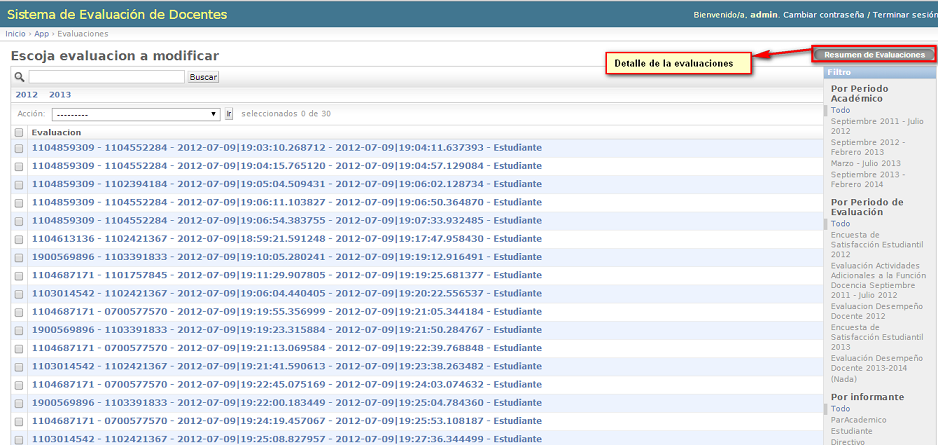 Sistema de Evaluación de Docentes
Bienvenido/a, admin. Cambiar contraseña / Terminar sesión
Inicio › App › Evaluaciones
Escoja evaluacion a modificar
Resumen de Evaluaciones
Detalle de la evaluaciones
Buscar
2012 2013
Acción: --------- Ir seleccionados 0 de 30
Evaluacion
1104859309 - 1104552284 - 2012-07-09|19:03:10.268712 - 2012-07-09|19:04:11.637393 - Estudiante
1104859309 - 1104552284 - 2012-07-09|19:04:15.765120 - 2012-07-09|19:04:57.129084 - Estudiante
1104859309 - 1102394184 - 2012-07-09|19:05:04.509431 - 2012-07-09|19:06:02.128734 - Estudiante
1104859309 - 1104552284 - 2012-07-09|19:06:11.103827 - 2012-07-09|19:06:50.364870 - Estudiante
1104859309 - 1104552284 - 2012-07-09|19:06:54.383755 - 2012-07-09|19:07:33.932485 - Estudiante
1104613136 - 1102421367 - 2012-07-09|18:59:21.591248 - 2012-07-09|19:17:47.958430 - Estudiante
1900569896 - 1103391833 - 2012-07-09|19:10:05.280241 - 2012-07-09|19:19:12.916491 - Estudiante
1104687171 - 1101757845 - 2012-07-09|19:11:29.907805 - 2012-07-09|19:19:25.681377 - Estudiante
1103014542 - 1102421367 - 2012-07-09|19:06:04.440405 - 2012-07-09|19:20:22.556537 - Estudiante
1104687171 - 0700577570 - 2012-07-09|19:19:55.356999 - 2012-07-09|19:21:05.344184 - Estudiante
1900569896 - 1103391833 - 2012-07-09|19:19:23.315884 - 2012-07-09|19:21:50.284767 - Estudiante
1104687171 - 0700577570 - 2012-07-09|19:21:13.069584 - 2012-07-09|19:22:39.768848 - Estudiante
1103014542 - 1102421367 - 2012-07-09|19:21:41.590613 - 2012-07-09|19:23:38.263482 - Estudiante
1104687171 - 0700577570 - 2012-07-09|19:22:45.075169 - 2012-07-09|19:24:03.074632 - Estudiante
1900569896 - 1103391833 - 2012-07-09|19:22:00.183449 - 2012-07-09|19:25:04.784360 - Estudiante
1104687171 - 0700577570 - 2012-07-09|19:24:19.457067 - 2012-07-09|19:25:53.108187 - Estudiante
1103014542 - 1102421367 - 2012-07-09|19:25:08.827957 - 2012-07-09|19:27:36.344499 - Estudiante
Filtro
Por Periodo
Académico
Todo
Septiembre 2011 - Julio
2012
Septiembre 2012 -
Febrero 2013
Marzo - Julio 2013
Septiembre 2013 -
Febrero 2014
Por Periodo de
Evaluación
Todo
Encuesta de
Satisfacción Estudiantil
2012
Evaluación Actividades
Adicionales a la Función
Docencia Septiembre
2011 - Julio 2012
Evaluacion Desempeño
Docente 2012
Encuesta de
Satisfacción Estudiantil
2013
Evaluación Desempeño
Docente 2013-2014
(Nada)
Por informante
Todo
ParAcademico
Estudiante
Directivo